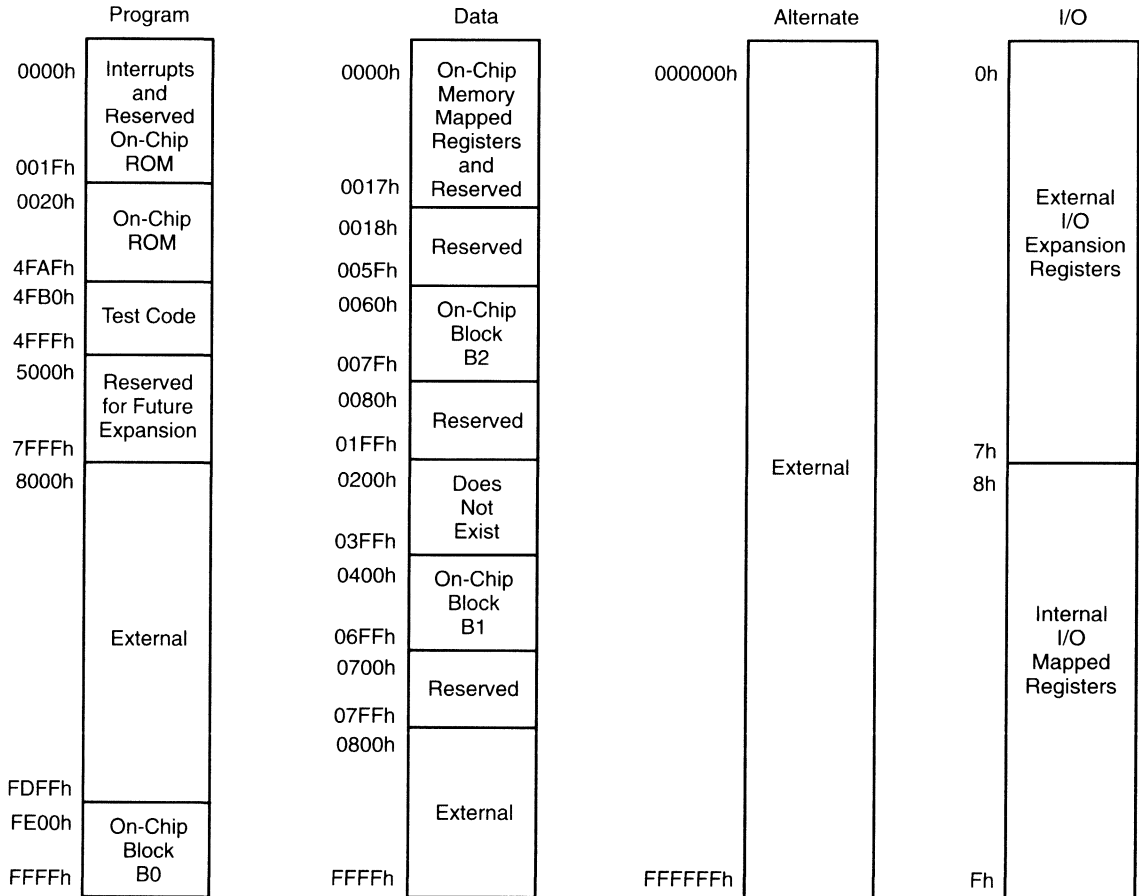 Program
0000h
Interrupts
and
Reserved
On-Chip
ROM
001Fh
0020h
On-Chip
ROM
4FAFh
4FB0h
Test Code
4FFFh
5000h
Reserved
for Future
Expansion
7FFFh
8000h
External
FDFFh
FE00h
On-Chip
Block
B0
FFFFh
Data
0000h
On-Chip
Memory
Mapped
Registers
and
Reserved
0017h
0018h
Reserved
005Fh
0060h
On-Chip
Block
B2
007Fh
0080h
Reserved
01FFh
0200h
Does
Not
Exist
03FFh
0400h
On-Chip
Block
B1
06FFh
0700h
Reserved
07FFh
0800h
External
FFFFh
Alternate
000000h
External
FFFFFFh
I/O
0h
External
I/O
Expansion
Registers
7h
8h
Internal
I/O
Mapped
Registers
Fh